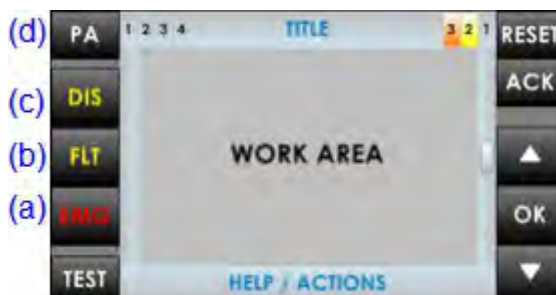 (d) PA 1 2 3 4 TITLE 3 2 1 RESET
ACK
(c) DIS
(b) FLT WORK AREA
(a) EMG OK
TEST HELP / ACTIONS